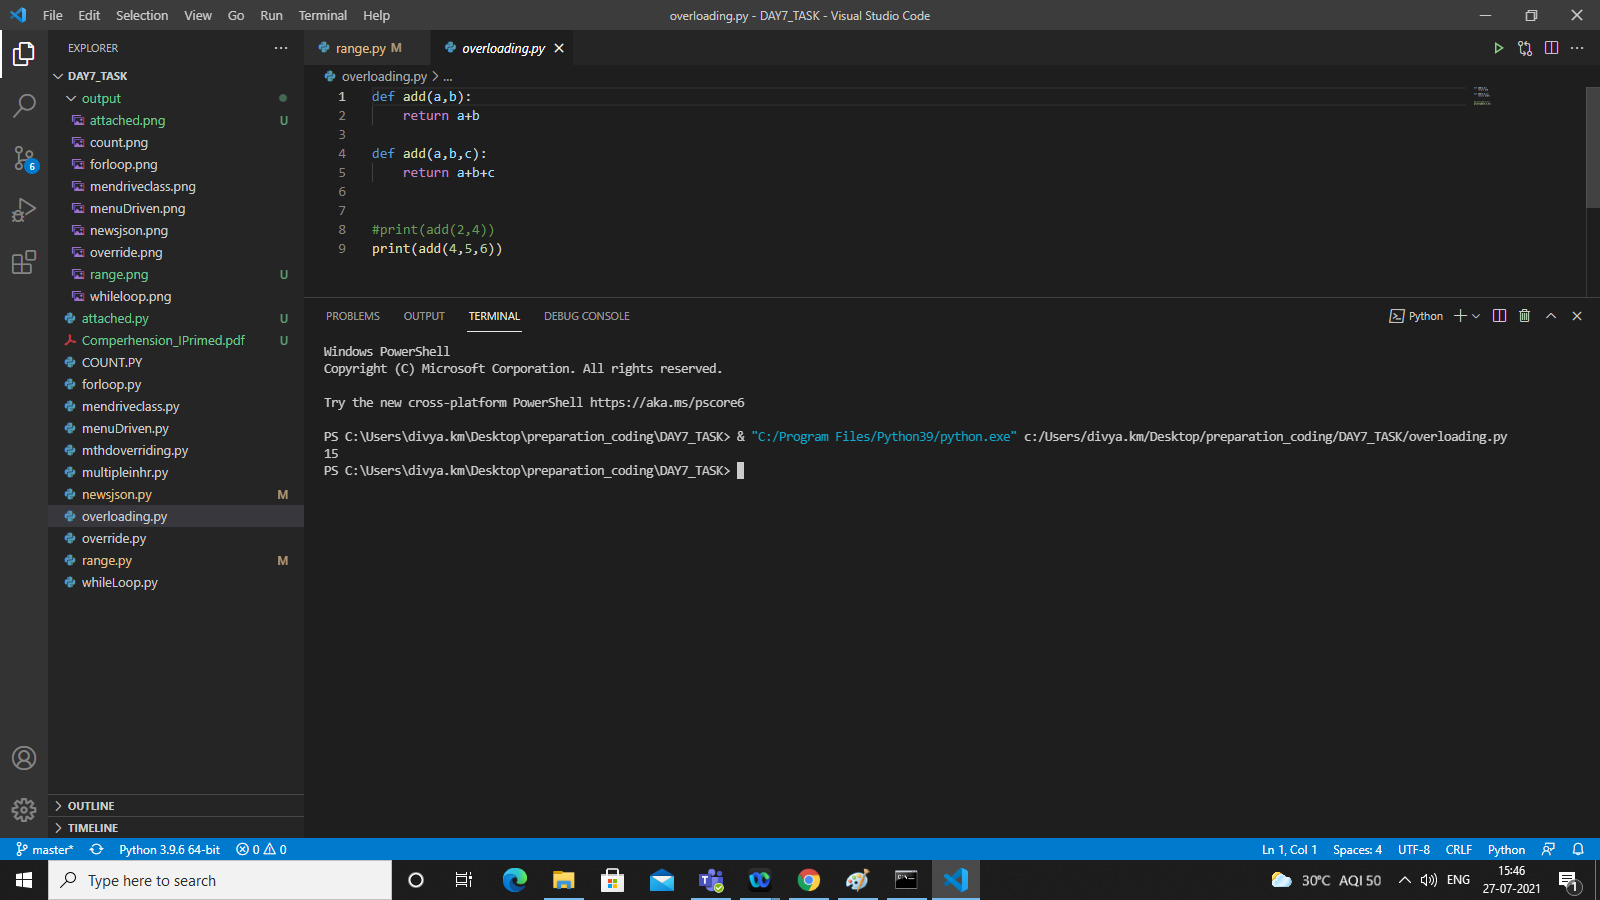 File Edit Selection View Go Run Terminal Help
overloading.py - DAY7_TASK - Visual Studio Code
EXPLORER
DAY7_TASK
output
attached.png U
count.png
forloop.png
mendriveclass.png
menuDriven.png
newsjson.png
override.png
range.png U
whileloop.png
attached.py U
Comperhension_IPrimed.pdf U
COUNT.PY
forloop.py
mendriveclass.py
menuDriven.py
mthdoverriding.py
multipleinhr.py
newsjson.py M
overloading.py
override.py
range.py M
whileLoop.py
OUTLINE
TIMELINE
6
range.py M overloading.py
overloading.py > ...
1 def add(a,b):
2 return a+b
3
4 def add(a,b,c):
5 return a+b+c
6
7
8 #print(add(2,4))
9 print(add(4,5,6))
PROBLEMS OUTPUT TERMINAL DEBUG CONSOLE
Python
Windows PowerShell
Copyright (C) Microsoft Corporation. All rights reserved.
Try the new cross-platform PowerShell https://aka.ms/pscore6
PS C:\Users\divya.km\Desktop\preparation_coding\DAY7_TASK> & "C:/Program Files/Python39/python.exe" c:/Users/divya.km/Desktop/preparation_coding/DAY7_TASK/overloading.py
15
PS C:\Users\divya.km\Desktop\preparation_coding\DAY7_TASK>
master* Python 3.9.6 64-bit 0 0
Ln 1, Col 1 Spaces: 4 UTF-8 CRLF Python
Type here to search
30°C AQI 50 ENG
15:46
27-07-2021
1